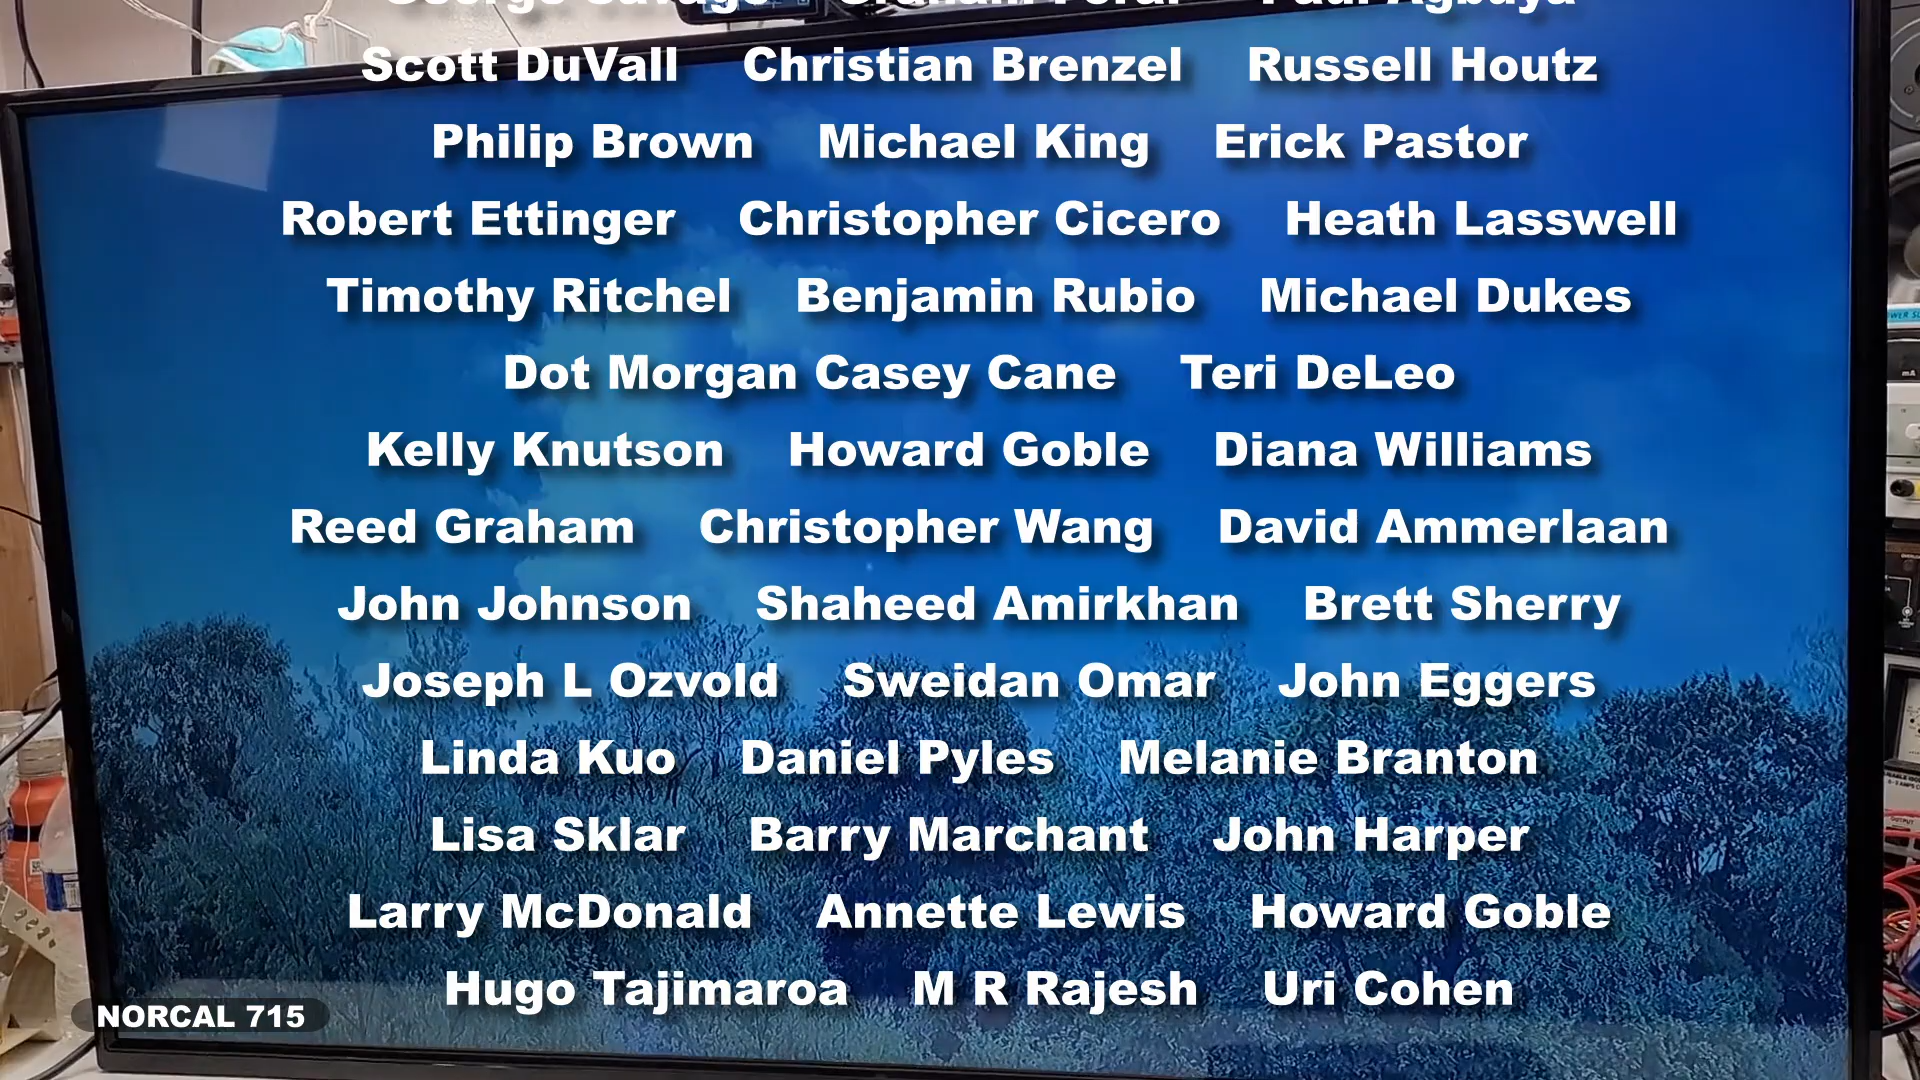 Scott DuVall Christian Brenzel Russell Houtz
Philip Brown Michael King Erick Pastor
Robert Ettinger Christopher Cicero Heath Lasswell
Timothy Ritchel Benjamin Rubio Michael Dukes
Dot Morgan Casey Cane Teri DeLeo
Kelly Knutson Howard Goble Diana Williams
Reed Graham Christopher Wang David Ammerlaan
John Johnson Shaheed Amirkhan Brett Sherry
Joseph L Ozvold Sweidan Omar John Eggers
Linda Kuo Daniel Pyles Melanie Branton
Lisa Sklar Barry Marchant John Harper
Larry McDonald Annette Lewis Howard Goble
Hugo Tajimaroa M R Rajesh Uri Cohen
NORCAL 715
mA
OUTPUT